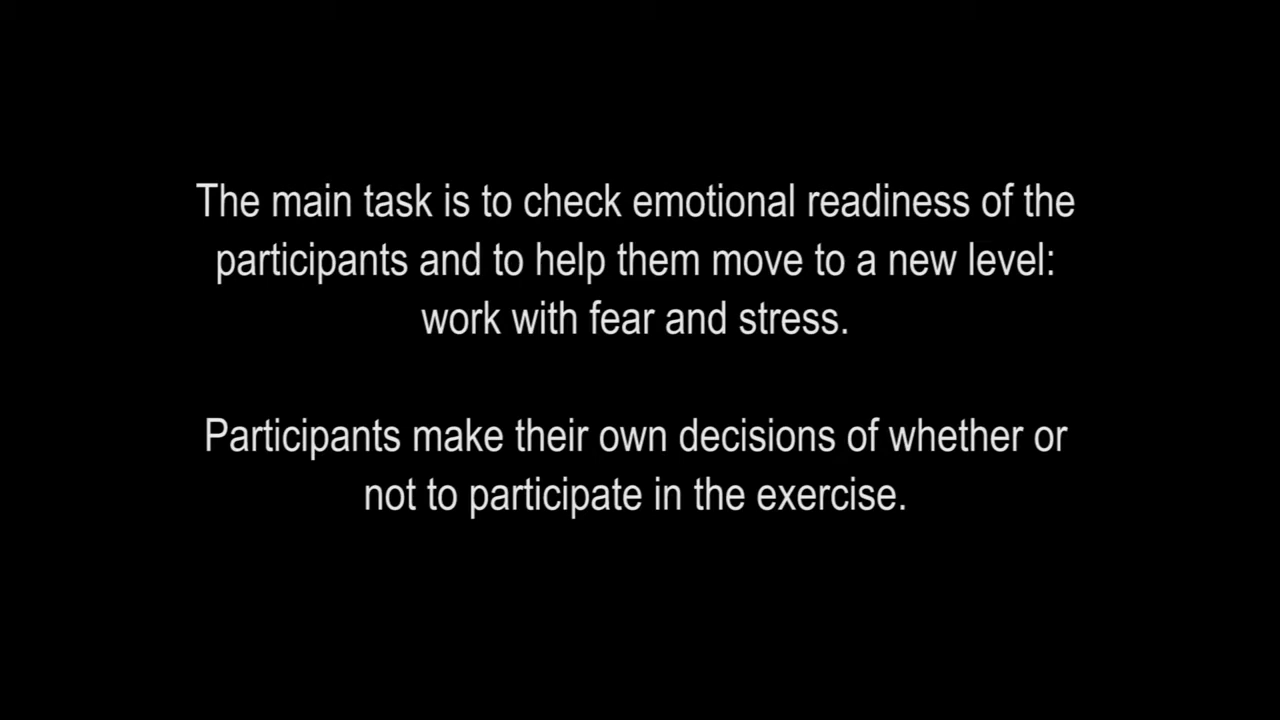 The main task is to check emotional readiness of the
participants and to help them move to a new level:
work with fear and stress.
Participants make their own decisions of whether or
not to participate in the exercise.